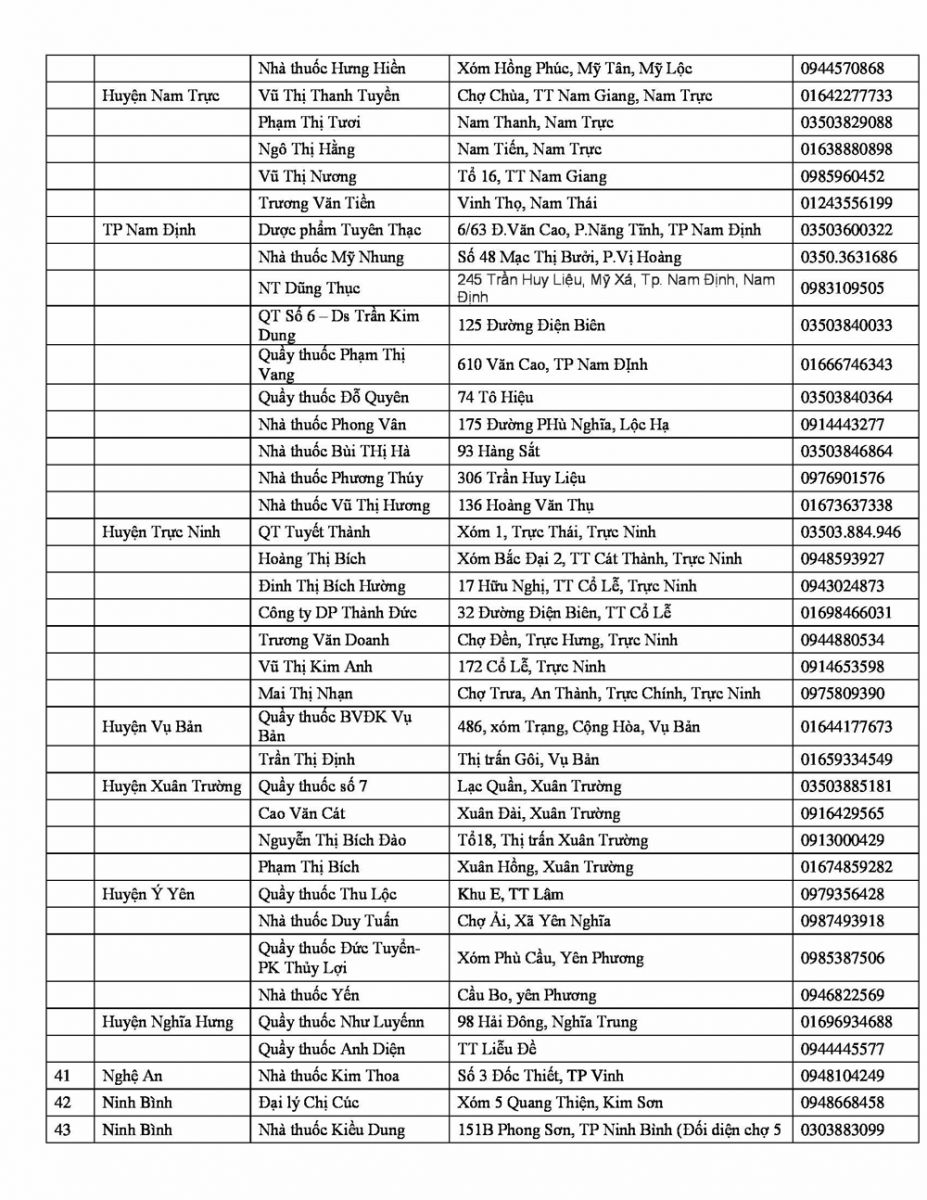 Nhà thuốc Hưng Hiền Xóm Hồng Phúc, Mỹ Tân, Mỹ Lộc 0944570868
Huyện Nam Trực Vũ Thị Thanh Tuyền Chợ Chùa, TT Nam Giang, Nam Trực 01642277733
Phạm Thị Tươi Nam Thanh, Nam Trực 03503829088
Ngô Thị Hằng Nam Tiến, Nam Trực 01638880898
Vũ Thị Nương Tổ 16, TT Nam Giang 0985960452
Trương Văn Tiền Vinh Thọ, Nam Thái 01243556199
TP Nam Định Dược phẩm Tuyên Thạc 6/63 Đ.Văn Cao, P.Năng Tĩnh, TP Nam Định 03503600322
Nhà thuốc Mỹ Nhung Số 48 Mạc Thị Bưởi, P.Vị Hoàng 0350.3631686
NT Dũng Thục 245 Trần Huy Liệu, Mỹ Xá, Tp. Nam Định, Nam 0983109505
Định
QT Số 6 – Ds Trần Kim 125 Đường Điện Biên 03503840033
Dung
Quầy thuốc Phạm Thị 610 Văn Cao, TP Nam ĐỊnh 01666746343
Vang
Quầy thuốc Đỗ Quyên 74 Tô Hiệu 03503840364
Nhà thuốc Phong Vân 175 Đường PHù Nghĩa, Lộc Hạ 0914443277
Nhà thuốc Bùi THị Hà 93 Hàng Sắt 03503846864
Nhà thuốc Phương Thúy 306 Trần Huy Liệu 0976901576
Nhà thuốc Vũ Thị Hương 136 Hoàng Văn Thụ 01673637338
Huyện Trực Ninh QT Tuyết Thành Xóm 1, Trực Thái, Trực Ninh 03503.884.946
Hoàng Thị Bích Xóm Bắc Đại 2, TT Cát Thành, Trực Ninh 0948593927
Đinh Thị Bích Hường 17 Hữu Nghị, TT Cổ Lễ, Trực Ninh 0943024873
Công ty DP Thành Đức 32 Đường Điện Biên, TT Cổ Lễ 01698466031
Trương Văn Doanh Chợ Đền, Trực Hưng, Trực Ninh 0944880534
Vũ Thị Kim Anh 172 Cổ Lễ, Trực Ninh 0914653598
Mai Thị Nhạn Chợ Trưa, An Thành, Trực Chính, Trực Ninh 0975809390
Huyện Vụ Bản Quầy thuốc BVĐK Vụ 486, xóm Trạng, Cộng Hòa, Vụ Bản 01644177673
Bản
Trần Thị Định Thị trấn Gôi, Vụ Bản 01659334549
Huyện Xuân Trường Quầy thuốc số 7 Lạc Quần, Xuân Trường 03503885181
Cao Văn Cát Xuân Đài, Xuân Trường 0916429565
Nguyễn Thị Bích Đào Tổ18, Thị trấn Xuân Trường 0913000429
Phạm Thị Bích Xuân Hồng, Xuân Trường 01674859282
Huyện Ý Yên Quầy thuốc Thu Lộc Khu E, TT Lâm 0979356428
Nhà thuốc Duy Tuấn Chợ Ải, Xã Yên Nghĩa 0987493918
Quầy thuốc Đức Tuyển- Xóm Phù Cầu, Yên Phương 0985387506
PK Thủy Lợi
Nhà thuốc Yến Cầu Bo, yên Phương 0946822569
Huyện Nghĩa Hưng Quầy thuốc Như Luyếnn 98 Hải Đông, Nghĩa Trung 01696934688
Quầy thuốc Anh Diện TT Liễu Đề 0944445577
41 Nghệ An Nhà thuốc Kim Thoa Số 3 Đốc Thiết, TP Vinh 0948104249
42 Ninh Bình Đại lý Chị Cúc Xóm 5 Quang Thiện, Kim Sơn 0948668458
43 Ninh Bình Nhà thuốc Kiều Dung 151B Phong Sơn, TP Ninh Bình (Đối diện chợ 5 0303883099